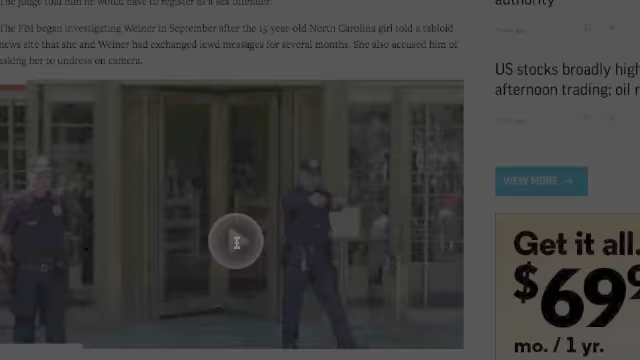 The judge told him he would have to register as a sex offender.
The FBI began investigating Weiner in September after the 15-year-old North Carolina girl told a tabloid
news site that she and Weiner had exchanged lewd messages for several months. She also accused him of
asking her to undress on camera.
authority
US stocks broadly high
afternoon trading; oil r
VIEW MORE →
Get it all.
$69
mo. / 1 yr.